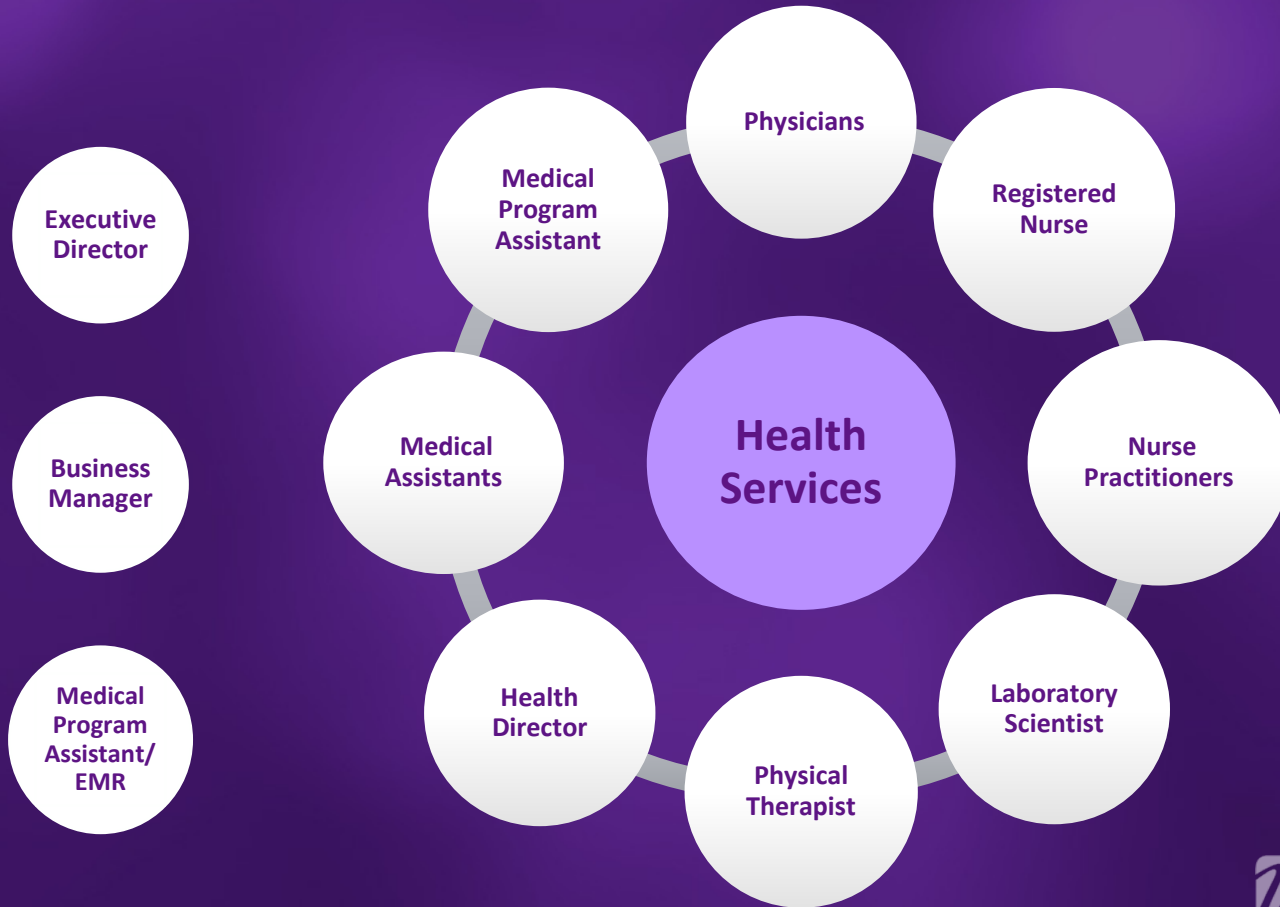 Executive
Director
Business
Manager
Medical
Program
Assistant/
EMR
Physicians
Registered
Nurse
Nurse
Practitioners
Laboratory
Scientist
Physical
Therapist
Health
Director
Medical
Assistants
Medical
Program
Assistant
Health
Services